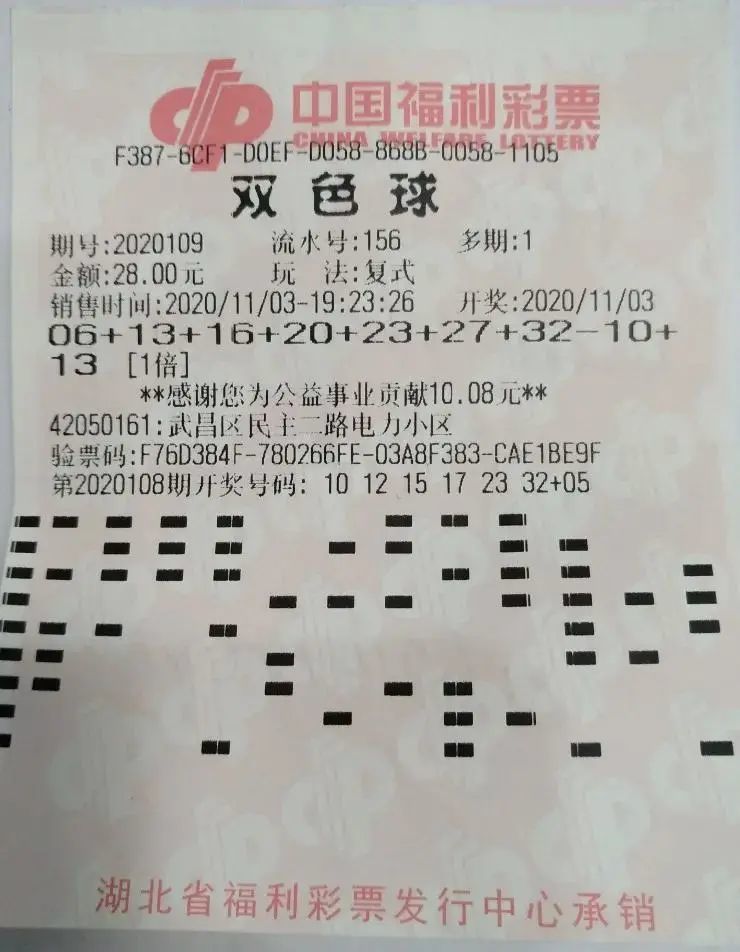 中国福利彩票
CHINA WELFARE LOTTERY
F387-6CF1-D0EF-D058-868B-0058-1105
双色球
期号:2020109 流水号:156 多期:1
金额:28.00元 玩 法:复式
销售时间:2020/11/03-19:23:26 开奖:2020/11/03
06+13+16+20+23+27+32-10+
13 [1倍]
**感谢您为公益事业贡献10.08元**
42050161:武昌区民主二路电力小区
验票码:F76D384F-780266FE-03A8F383-CAE1BE9F
第2020108期开奖号码: 10 12 15 17 23 32+05
湖北省福利彩票发行中心承销